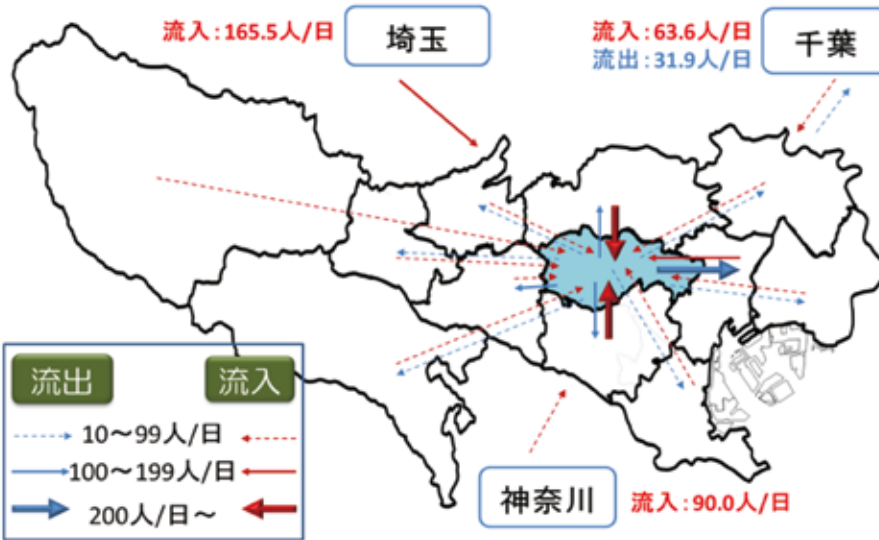 流入:165.5人/日
埼玉
流入:63.6人/日
流出:31.9人/日
千葉
流出
流入
10~99人/日
100~199人/日
200人/日~
神奈川
流入:90.0人/日